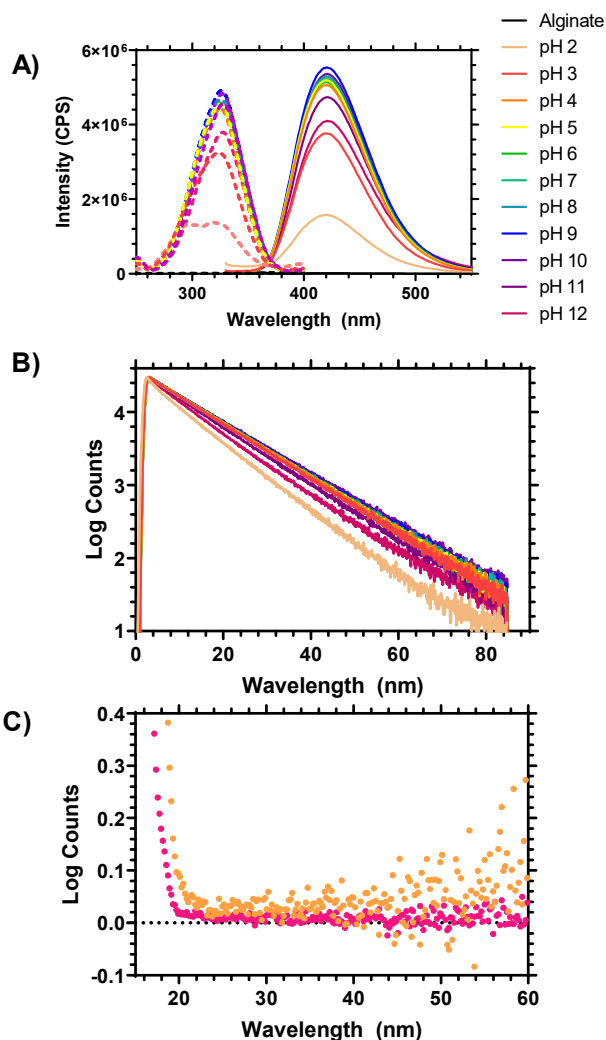 A)
Intensity (CPS)
6×10⁶
4×10⁶
2×10⁶
0
300 400 500
Wavelength (nm)
Alginate
pH 2
pH 3
pH 4
pH 5
pH 6
pH 7
pH 8
pH 9
pH 10
pH 11
pH 12
B)
Log Counts
4
3
2
1
0 20 40 60 80
Wavelength (nm)
C)
Log Counts
0.4
0.3
0.2
0.1
0.0
-0.1
20 30 40 50 60
Wavelength (nm)